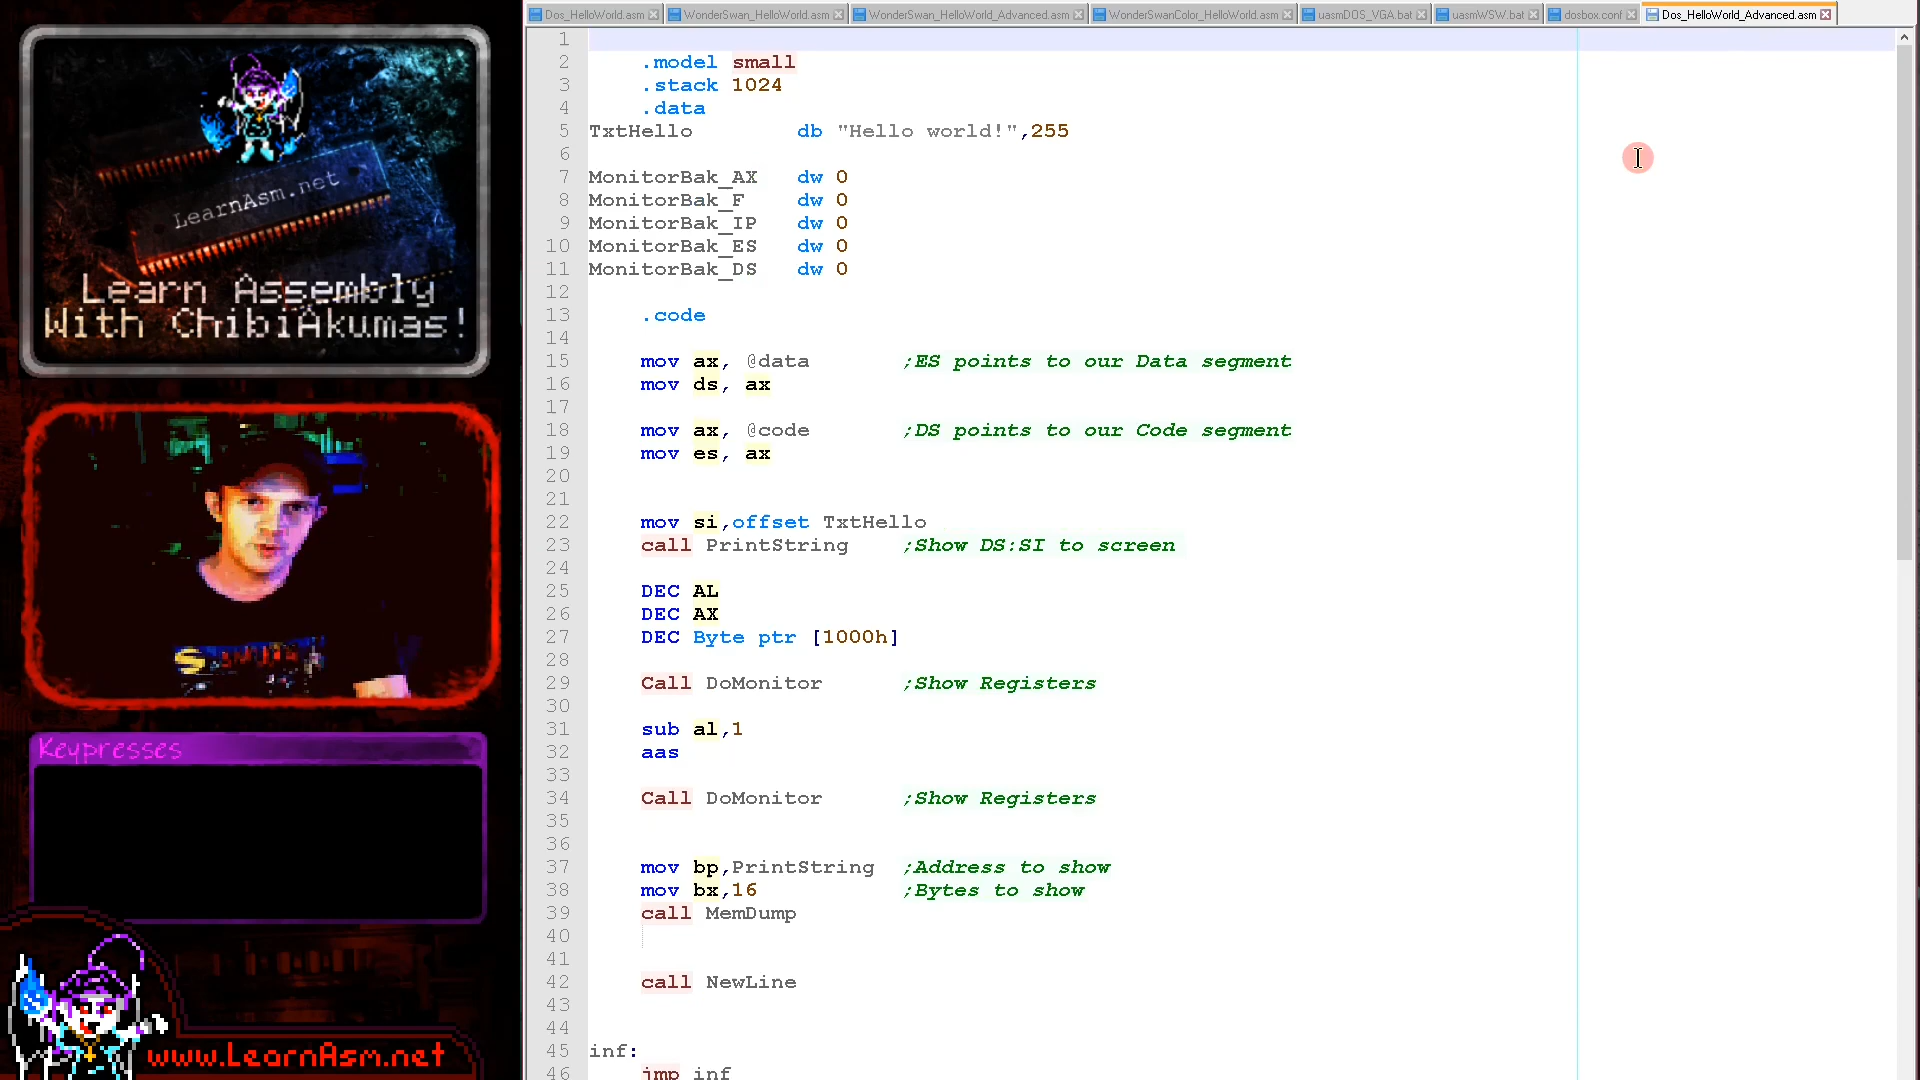 Dos_HelloWorld.asm WonderSwan_HelloWorld.asm WonderSwan_HelloWorld_Advanced.asm WonderSwanColor_HelloWorld.asm uasmDOS_VGA.bat uasmWSW.bat dosbox.conf Dos_HelloWorld_Advanced.asm
LearnAsm.net
Learn Assembly
With ChibiAkumas!
Keypresses
www.LearnAsm.net
1
2 .model small
3 .stack 1024
4 .data
5 TxtHello db "Hello world!",255
6
7 MonitorBak_AX dw 0
8 MonitorBak_F dw 0
9 MonitorBak_IP dw 0
10 MonitorBak_ES dw 0
11 MonitorBak_DS dw 0
12
13 .code
14
15 mov ax, @data ;ES points to our Data segment
16 mov ds, ax
17
18 mov ax, @code ;DS points to our Code segment
19 mov es, ax
20
21
22 mov si,offset TxtHello
23 call PrintString ;Show DS:SI to screen
24
25 DEC AL
26 DEC AX
27 DEC Byte ptr [1000h]
28
29 Call DoMonitor ;Show Registers
30
31 sub al,1
32 aas
33
34 Call DoMonitor ;Show Registers
35
36
37 mov bp,PrintString ;Address to show
38 mov bx,16 ;Bytes to show
39 call MemDump
40
41
42 call NewLine
43
44
45 inf:
46 jmp inf